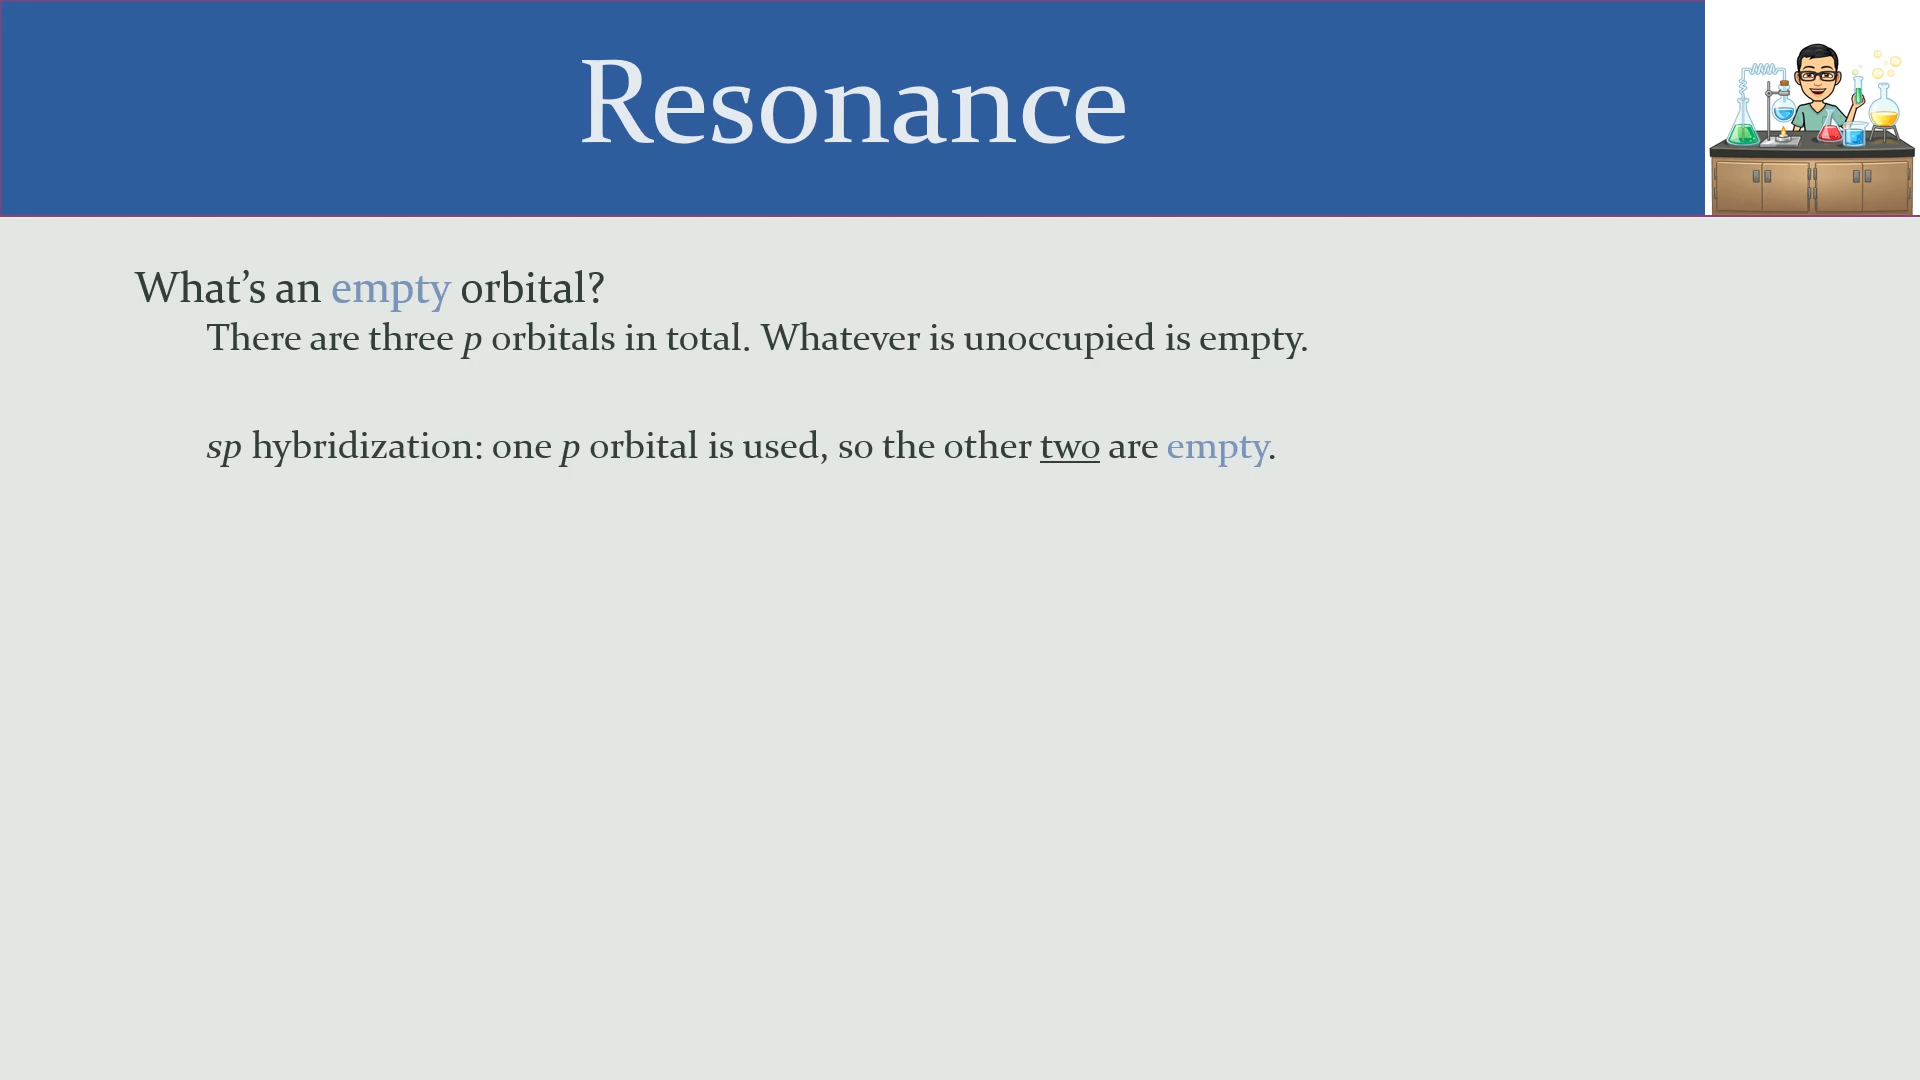 Resonance
What’s an empty orbital?
There are three p orbitals in total. Whatever is unoccupied is empty.
sp hybridization: one p orbital is used, so the other two are empty.